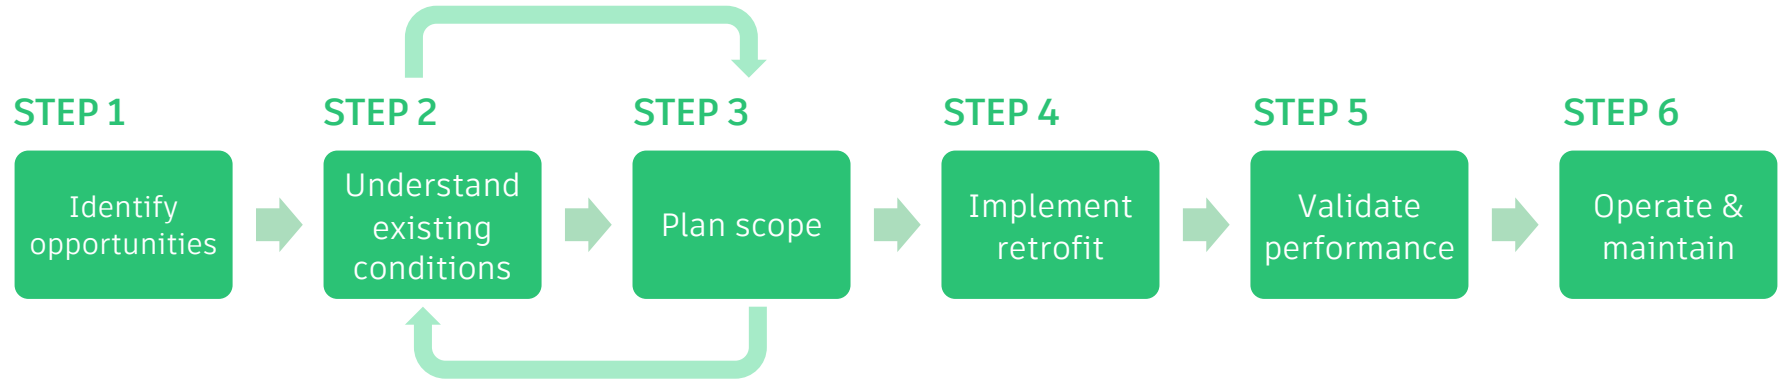 STEP 1
Identify
opportunities
STEP 2
Understand
existing
conditions
STEP 3
Plan scope
STEP 4
Implement
retrofit
STEP 5
Validate
performance
STEP 6
Operate &
maintain